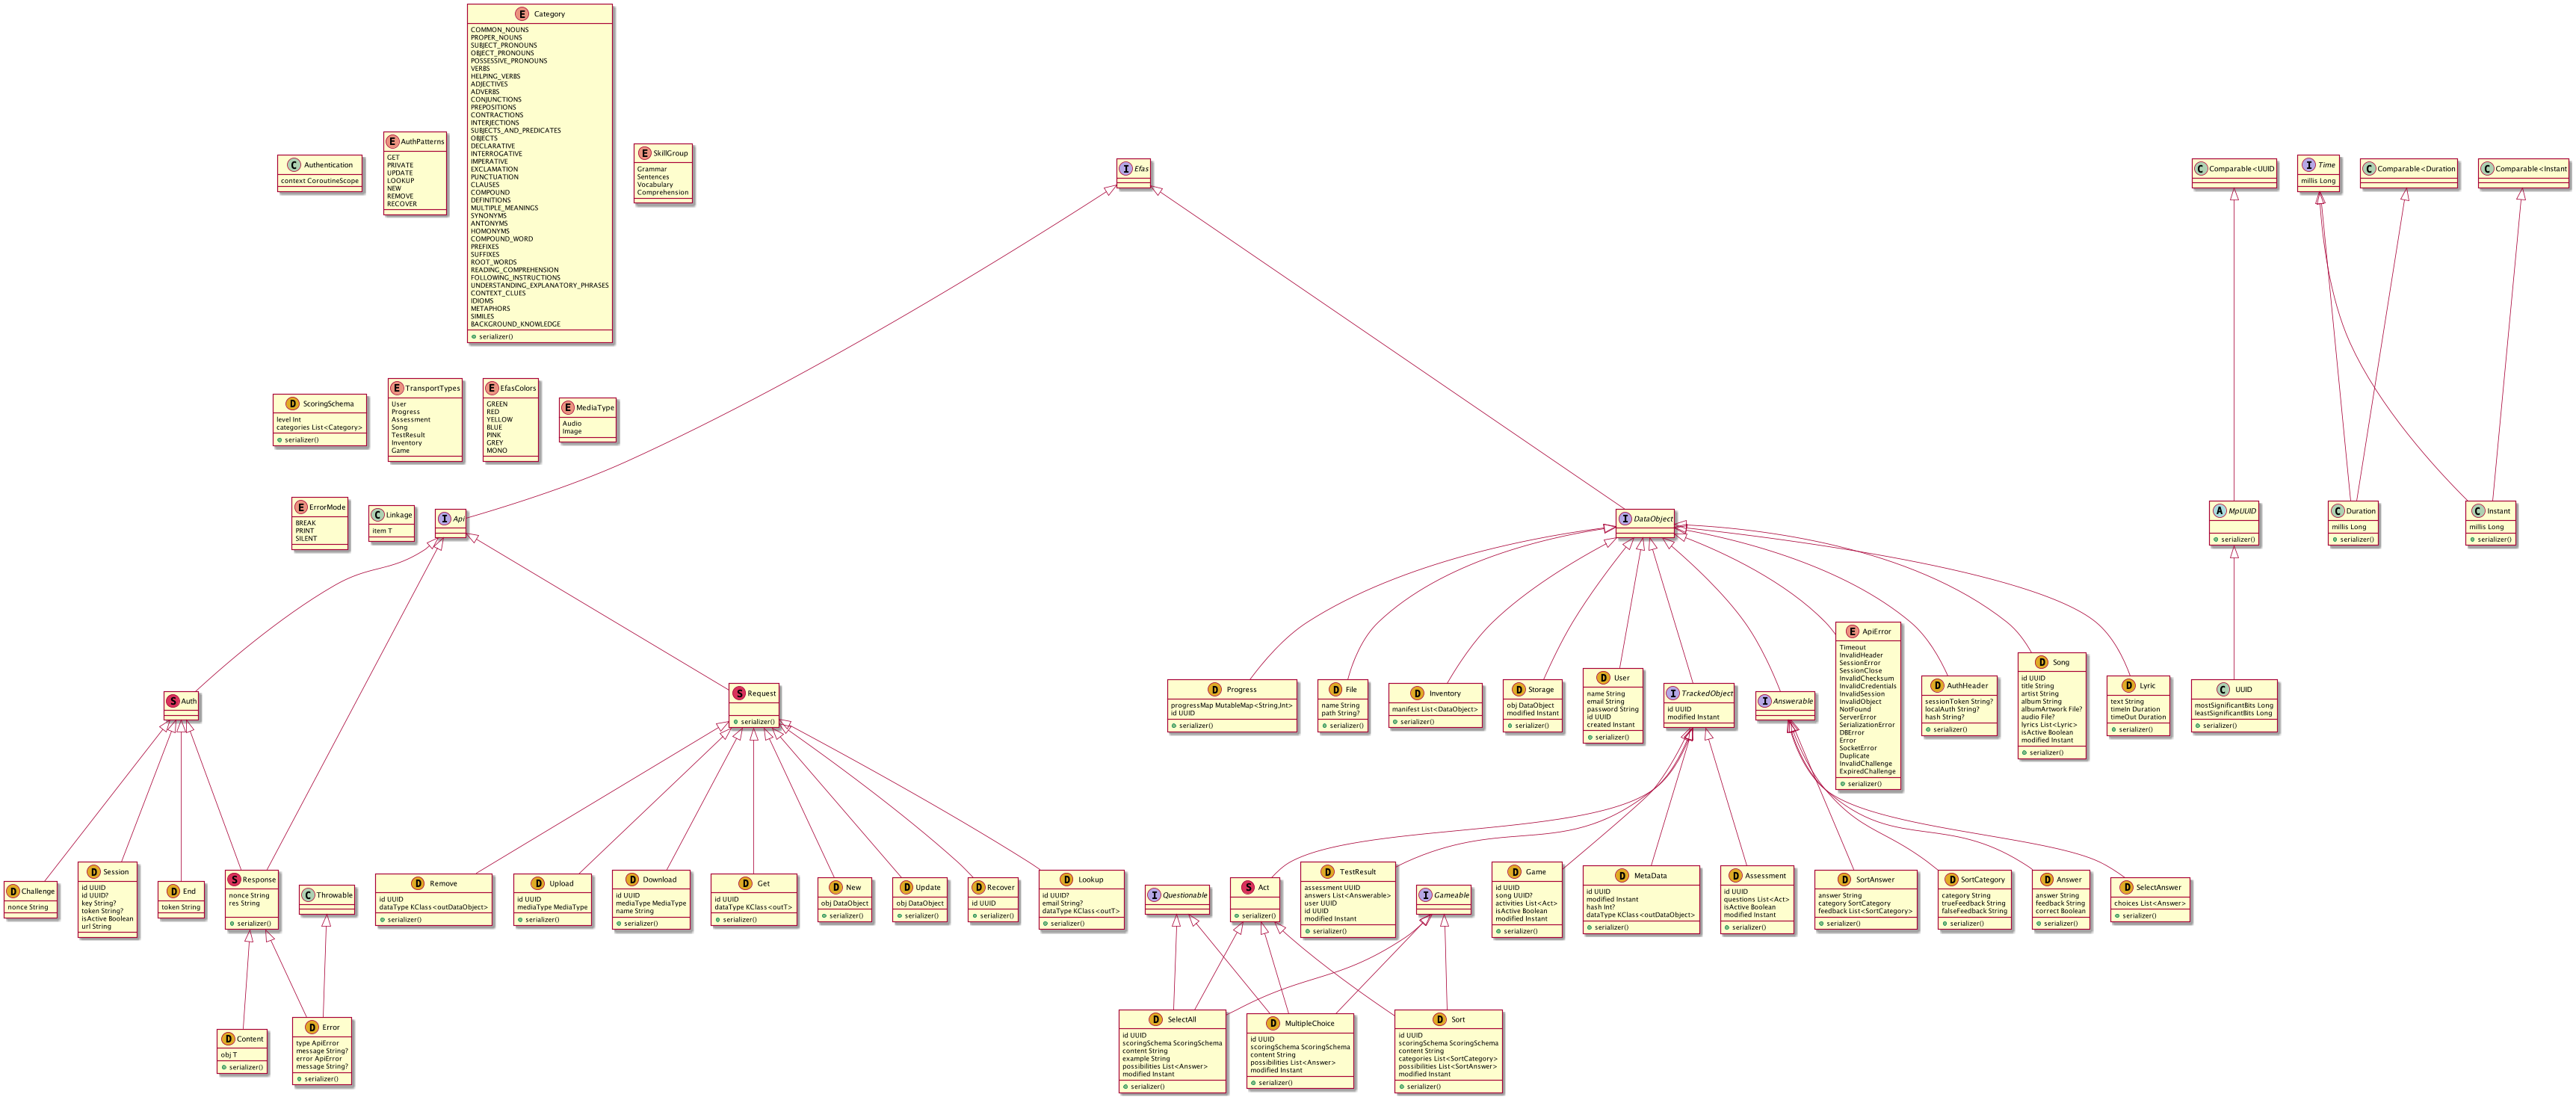 E Category
COMMON_NOUNS
PROPER_NOUNS
SUBJECT_PRONOUNS
OBJECT_PRONOUNS
POSSESSIVE_PRONOUNS
VERBS
HELPING_VERBS
ADJECTIVES
ADVERBS
CONJUNCTIONS
PREPOSITIONS
CONTRACTIONS
INTERJECTIONS
SUBJECTS_AND_PREDICATES
OBJECTS
DECLARATIVE
INTERROGATIVE
IMPERATIVE
EXCLAMATION
PUNCTUATION
CLAUSES
COMPOUND
DEFINITIONS
MULTIPLE_MEANINGS
SYNONYMS
ANTONYMS
HOMONYMS
COMPOUND_WORD
PREFIXES
SUFFIXES
ROOT_WORDS
READING_COMPREHENSION
FOLLOWING_INSTRUCTIONS
UNDERSTANDING_EXPLANATORY_PHRASES
CONTEXT_CLUES
IDIOMS
METAPHORS
SIMILES
BACKGROUND_KNOWLEDGE
serializer()
C Authentication
context CoroutineScope
E AuthPatterns
GET
PRIVATE
UPDATE
LOOKUP
NEW
REMOVE
RECOVER
E SkillGroup
Grammar
Sentences
Vocabulary
Comprehension
I Efas
C Comparable<UUID
I Time
millis Long
C Comparable<Duration
C Comparable<Instant
D ScoringSchema
level Int
categories List<Category>
serializer()
E TransportTypes
User
Progress
Assessment
Song
TestResult
Inventory
Game
E EfasColors
GREEN
RED
YELLOW
BLUE
PINK
GREY
MONO
E MediaType
Audio
Image
E ErrorMode
BREAK
PRINT
SILENT
C Linkage
item T
I Api
I DataObject
A MpUUID
serializer()
C Duration
millis Long
serializer()
C Instant
millis Long
serializer()
S Auth
S Request
serializer()
D Progress
progressMap MutableMap<String,Int>
id UUID
serializer()
D File
name String
path String?
serializer()
D Inventory
manifest List<DataObject>
serializer()
D Storage
obj DataObject
modified Instant
serializer()
D User
name String
email String
password String
id UUID
created Instant
serializer()
I TrackedObject
id UUID
modified Instant
I Answerable
E ApiError
Timeout
InvalidHeader
SessionError
SessionClose
InvalidChecksum
InvalidCredentials
InvalidSession
InvalidObject
NotFound
ServerError
SerializationError
DBError
Error
SocketError
Duplicate
InvalidChallenge
ExpiredChallenge
serializer()
D AuthHeader
sessionToken String?
localAuth String?
hash String?
serializer()
D Song
id UUID
title String
artist String
album String
albumArtwork File?
audio File?
lyrics List<Lyric>
isActive Boolean
modified Instant
serializer()
D Lyric
text String
timeIn Duration
timeOut Duration
serializer()
C UUID
mostSignificantBits Long
leastSignificantBits Long
serializer()
D Challenge
nonce String
D Session
id UUID
id UUID?
key String?
token String?
isActive Boolean
url String
D End
token String
S Response
nonce String
res String
serializer()
C Throwable
D Remove
id UUID
dataType KClass<outDataObject>
serializer()
D Upload
id UUID
mediaType MediaType
serializer()
D Download
id UUID
mediaType MediaType
name String
serializer()
D Get
id UUID
dataType KClass<outT>
serializer()
D New
obj DataObject
serializer()
D Update
obj DataObject
serializer()
D Recover
id UUID
serializer()
D Lookup
id UUID?
email String?
dataType KClass<outT>
serializer()
I Questionable
S Act
serializer()
D TestResult
assessment UUID
answers List<Answerable>
user UUID
id UUID
modified Instant
serializer()
I Gameable
D Game
id UUID
song UUID?
activities List<Act>
isActive Boolean
modified Instant
serializer()
D MetaData
id UUID
modified Instant
hash Int?
dataType KClass<outDataObject>
serializer()
D Assessment
id UUID
questions List<Act>
isActive Boolean
modified Instant
serializer()
D SortAnswer
answer String
category SortCategory
feedback List<SortCategory>
serializer()
D SortCategory
category String
trueFeedback String
falseFeedback String
serializer()
D Answer
answer String
feedback String
correct Boolean
serializer()
D SelectAnswer
choices List<Answer>
serializer()
D Content
obj T
serializer()
D Error
type ApiError
message String?
error ApiError
message String?
serializer()
D SelectAll
id UUID
scoringSchema ScoringSchema
content String
example String
possibilities List<Answer>
modified Instant
serializer()
D MultipleChoice
id UUID
scoringSchema ScoringSchema
content String
possibilities List<Answer>
modified Instant
serializer()
D Sort
id UUID
scoringSchema ScoringSchema
content String
categories List<SortCategory>
possibilities List<SortAnswer>
modified Instant
serializer()